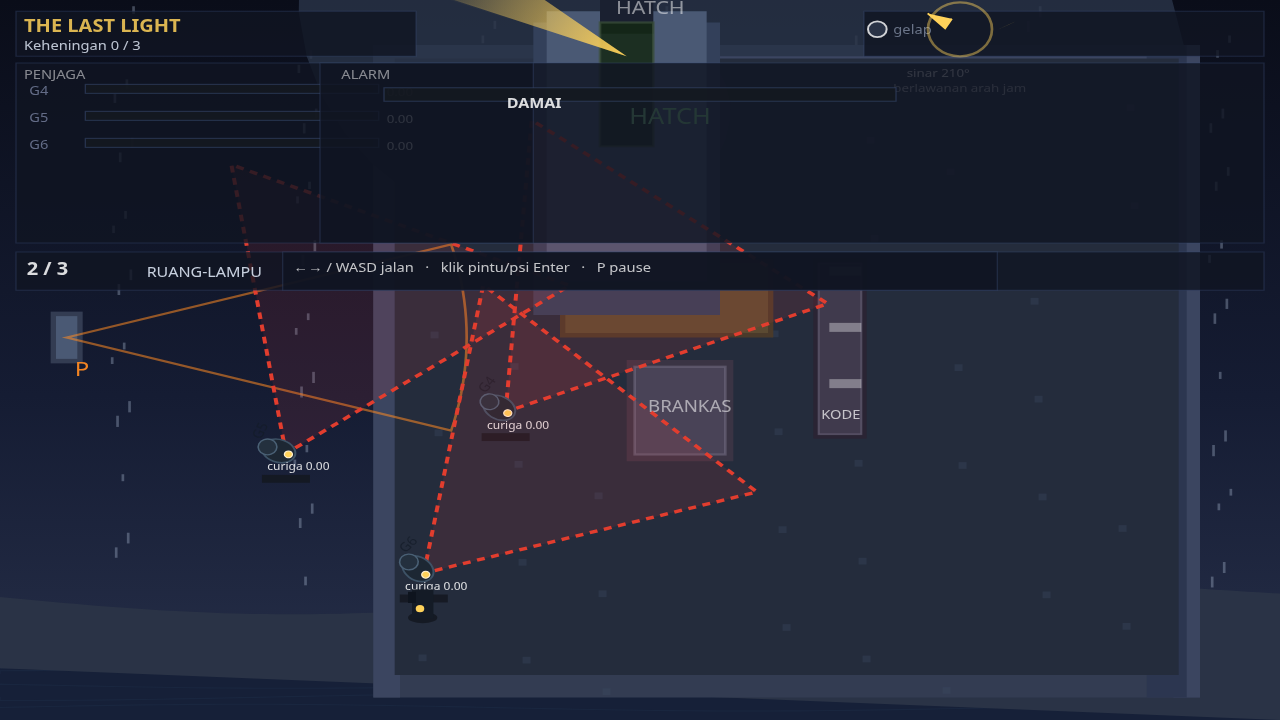 HATCH
THE LAST LIGHT
Keheningan 0 / 3
gelap
PENJAGA
ALARM
sinar 210°
berlawanan arah jam
G4
DAMAI
G5
0.00
HATCH
G6
0.00
2 / 3
RUANG-LAMPU
←→ / WASD jalan · klik pintu/psi Enter · P pause
P
BRANKAS
KODE
G4
curiga 0.00
curiga 0.00
G6
curiga 0.00